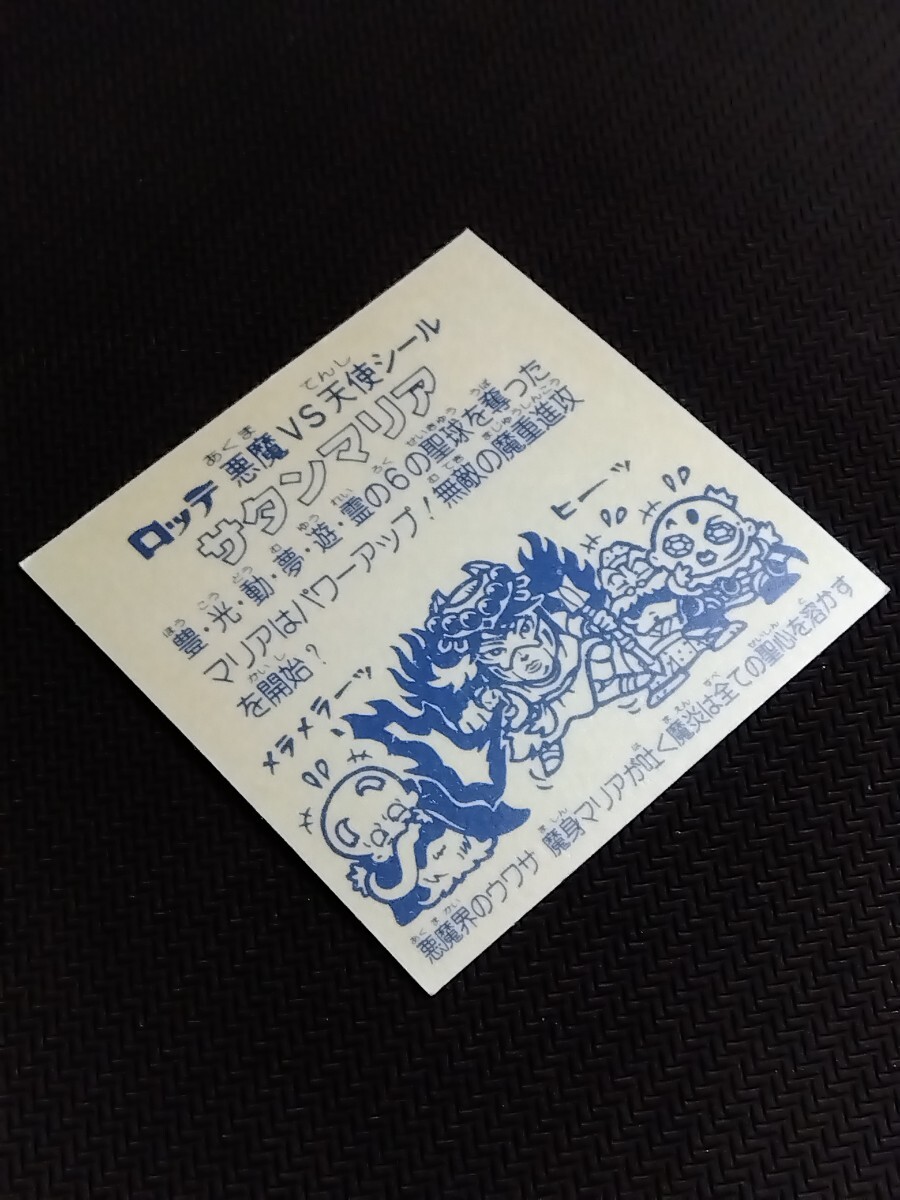 ロッテ 悪魔VS天使シール
サタンマリア
豊・光・動・夢・遊・霊の6の聖球を奪った
マリアはパワーアップ！無敵の魔重進攻
を開始？
メラメラーッ
ヒーッ
悪魔界のウワサ 魔身マリアが吐く魔炎は全ての聖心を溶かす